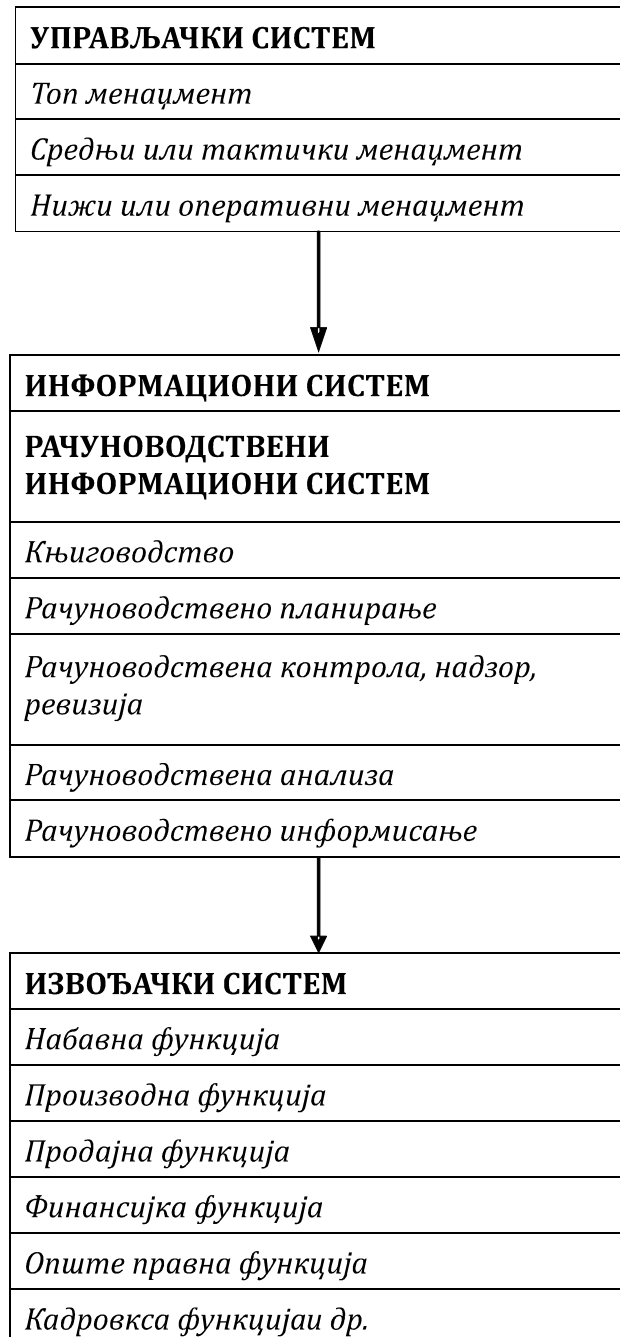 УПРАВЉАЧКИ СИСТЕМ
Топ менаџмент
Средњи или тактички менаџмент
Нижи или оперативни менаџмент
ИНФОРМАЦИОНИ СИСТЕМ
РАЧУНОВОДСТВЕНИ
ИНФОРМАЦИОНИ СИСТЕМ
Књиговодство
Рачуноводствено планирање
Рачуноводствена контрола, надзор,
ревизија
Рачуноводствена анализа
Рачуноводствено информисање
ИЗВОЂАЧКИ СИСТЕМ
Набавна функција
Производна функција
Продајна функција
Финансијка функција
Опште правна функција
Кадровкса функцијаи др.